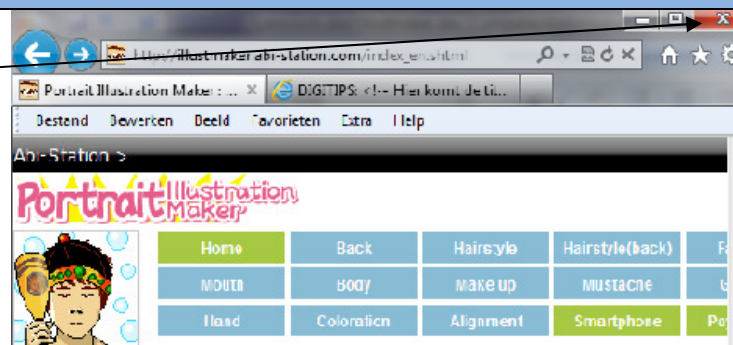 http://illustmaker.abi-station.com/index_en.shtml
Portrait Illustration Maker : ... DIGITIPS: <!-- Hier komt de tit...
Bestand Bewerken Beeld Favorieten Extra Help
Abi-Station >
Portrait Illustration Maker
Home Back Hairstyle Hairstyle(back)
Mouth Body Make up Mustache
Hand Coloration Alignment Smartphone